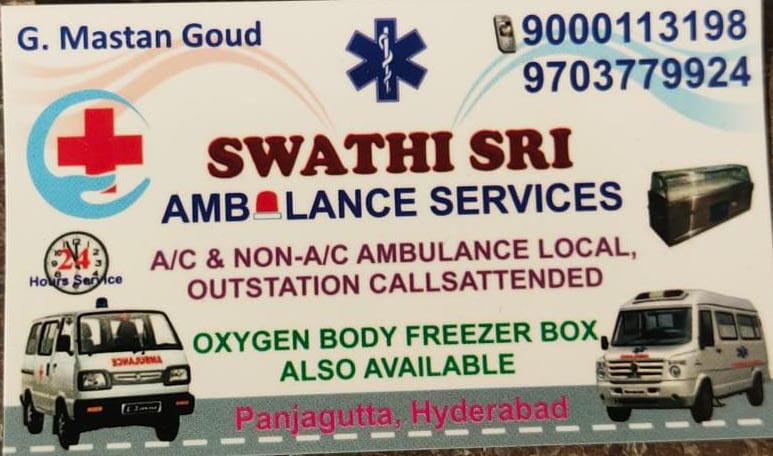 G. Mastan Goud
9000113198
9703779924
SWATHI SRI
AMBULANCE SERVICES
24
Hours Service
A/C & NON-A/C AMBULANCE LOCAL,
OUTSTATION CALLSATTENDED
OXYGEN BODY FREEZER BOX
ALSO AVAILABLE
AMBULANCE
Panjagutta, Hyderabad